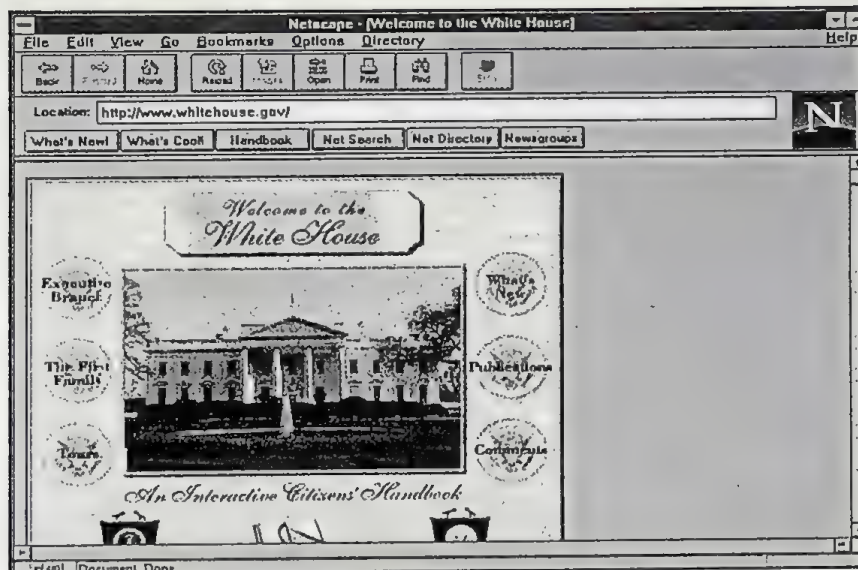 Netscape - [Welcome to the White House]
File Edit View Go Bookmarks Options Directory Help
Back Forward Home Reload Images Open Print Find Stop
Location: http://www.whitehouse.gov/
What's New! What's Cool! Handbook Net Search Net Directory Newsgroups
N
Welcome to the
White House
Executive
Branch
What's
New
The First
Family
Publications
Tours
Comments
An Interactive Citizens' Handbook
Document: Done